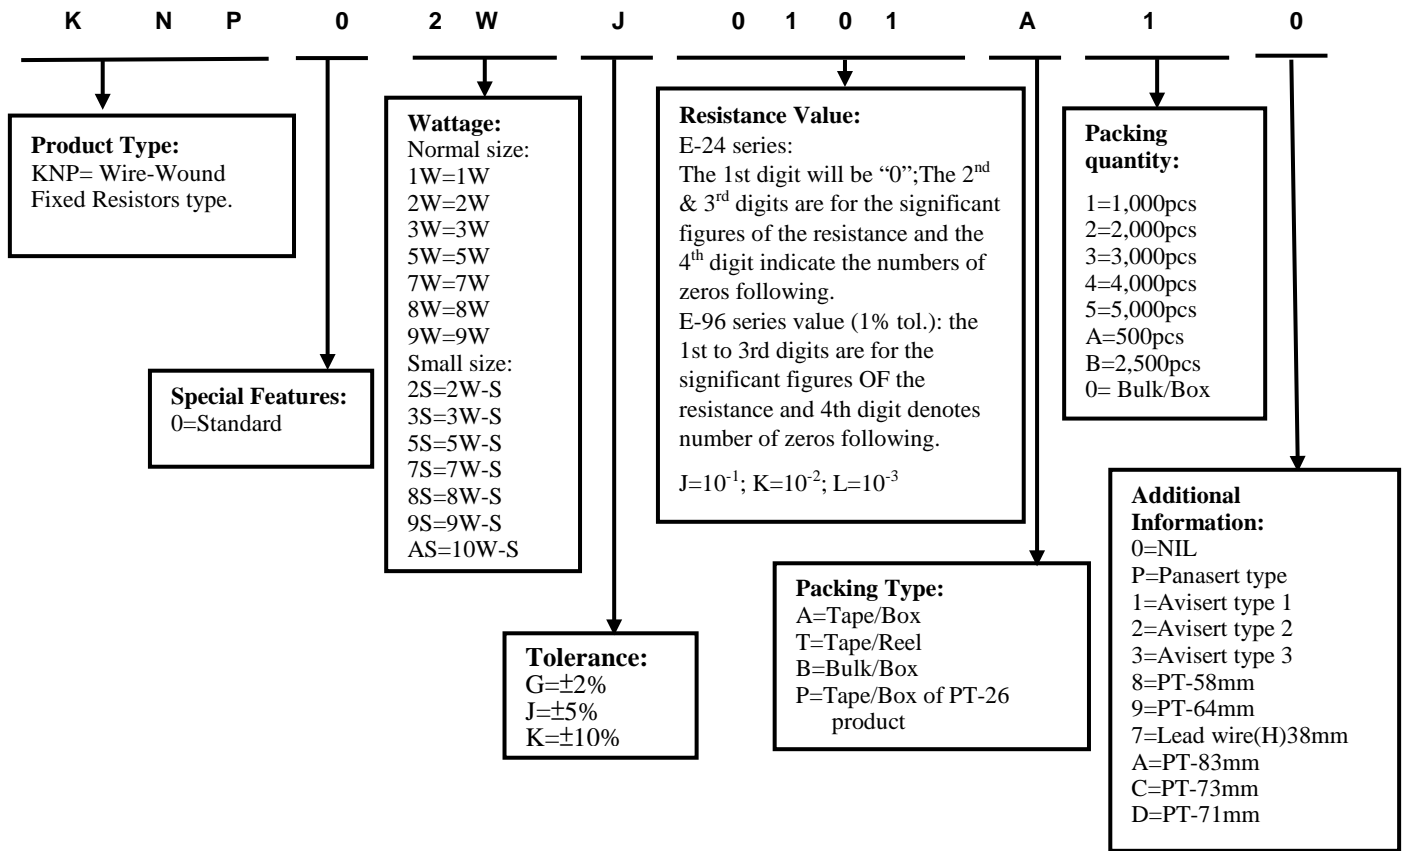 K N P 0 2 W J 0 1 0 1 A 1 0
Product Type:
KNP= Wire-Wound
Fixed Resistors type.
Special Features:
0=Standard
Wattage:
Normal size:
1W=1W
2W=2W
3W=3W
5W=5W
7W=7W
8W=8W
9W=9W
Small size:
2S=2W-S
3S=3W-S
5S=5W-S
7S=7W-S
8S=8W-S
9S=9W-S
AS=10W-S
Tolerance:
G=±2%
J=±5%
K=±10%
Resistance Value:
E-24 series:
The 1st digit will be “0”;The 2nd
& 3rd digits are for the significant
figures of the resistance and the
4th digit indicate the numbers of
zeros following.
E-96 series value (1% tol.): the
1st to 3rd digits are for the
significant figures OF the
resistance and 4th digit denotes
number of zeros following.
J=10-1; K=10-2; L=10-3
Packing Type:
A=Tape/Box
T=Tape/Reel
B=Bulk/Box
P=Tape/Box of PT-26
product
Packing
quantity:
1=1,000pcs
2=2,000pcs
3=3,000pcs
4=4,000pcs
5=5,000pcs
A=500pcs
B=2,500pcs
0= Bulk/Box
Additional
Information:
0=NIL
P=Panasert type
1=Avisert type 1
2=Avisert type 2
3=Avisert type 3
8=PT-58mm
9=PT-64mm
7=Lead wire(H)38mm
A=PT-83mm
C=PT-73mm
D=PT-71mm